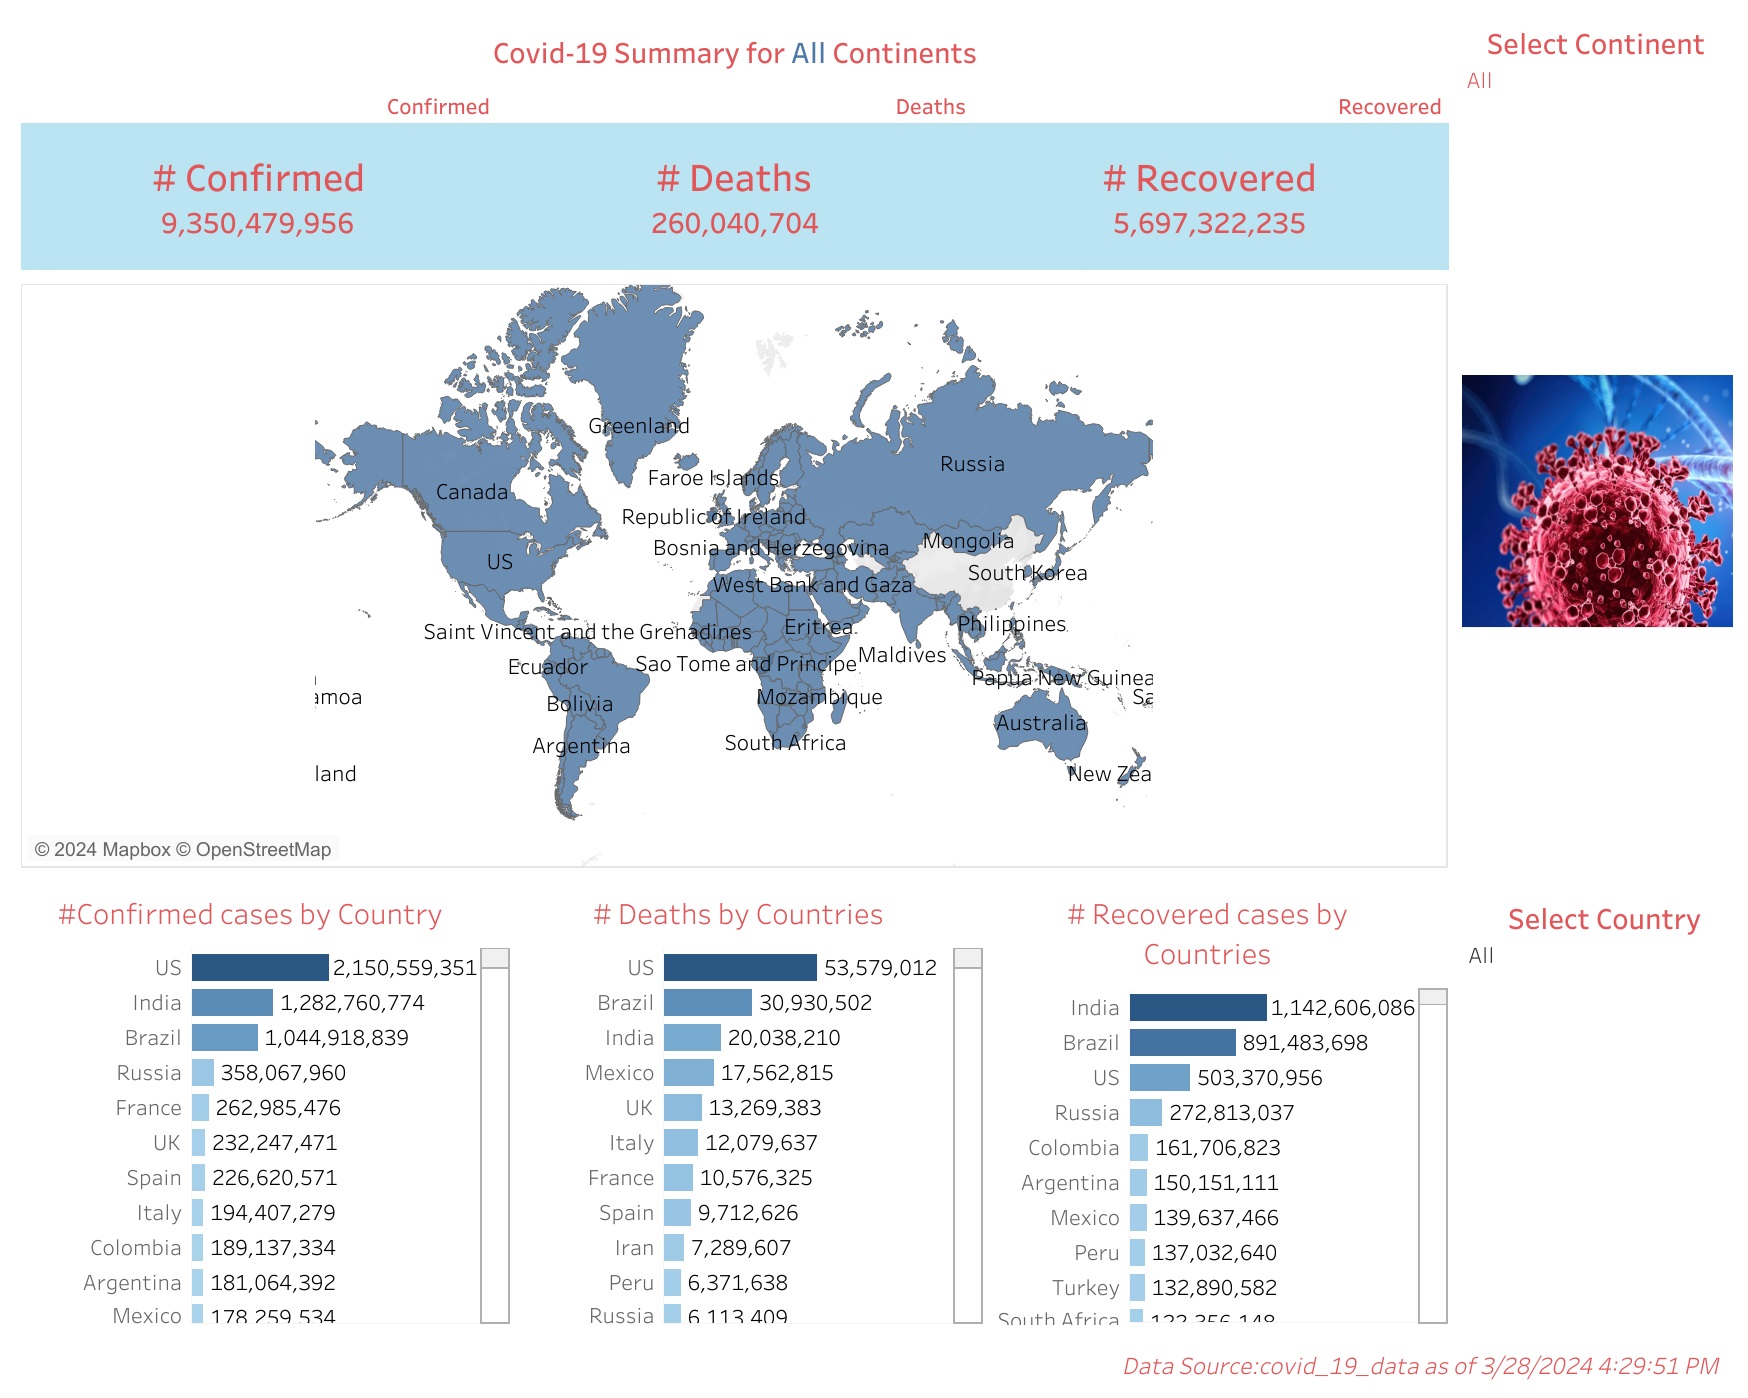 Covid-19 Summary for All Continents
Select Continent
All
Confirmed
Deaths
Recovered
# Confirmed
9,350,479,956
# Deaths
260,040,704
# Recovered
5,697,322,235
Greenland
Russia
Faroe Islands
Canada
Republic of Ireland
Mongolia
Bosnia and Herzegovina
US
South Korea
West Bank and Gaza
Philippines
Eritrea
Saint Vincent and the Grenadines
Maldives
Sao Tome and Principe
Ecuador
Papua New Guinea
amoa
Mozambique
Sa
Bolivia
Australia
South Africa
Argentina
land
New Zea
© 2024 Mapbox © OpenStreetMap
#Confirmed cases by Country
US 2,150,559,351
India 1,282,760,774
Brazil 1,044,918,839
Russia 358,067,960
France 262,985,476
UK 232,247,471
Spain 226,620,571
Italy 194,407,279
Colombia 189,137,334
Argentina 181,064,392
Mexico 178,259,534
# Deaths by Countries
US 53,579,012
Brazil 30,930,502
India 20,038,210
Mexico 17,562,815
UK 13,269,383
Italy 12,079,637
France 10,576,325
Spain 9,712,626
Iran 7,289,607
Peru 6,371,638
Russia 6,113,409
# Recovered cases by
Countries
India 1,142,606,086
Brazil 891,483,698
US 503,370,956
Russia 272,813,037
Colombia 161,706,823
Argentina 150,151,111
Mexico 139,637,466
Peru 137,032,640
Turkey 132,890,582
South Africa 122,356,148
Select Country
All
Data Source:covid_19_data as of 3/28/2024 4:29:51 PM